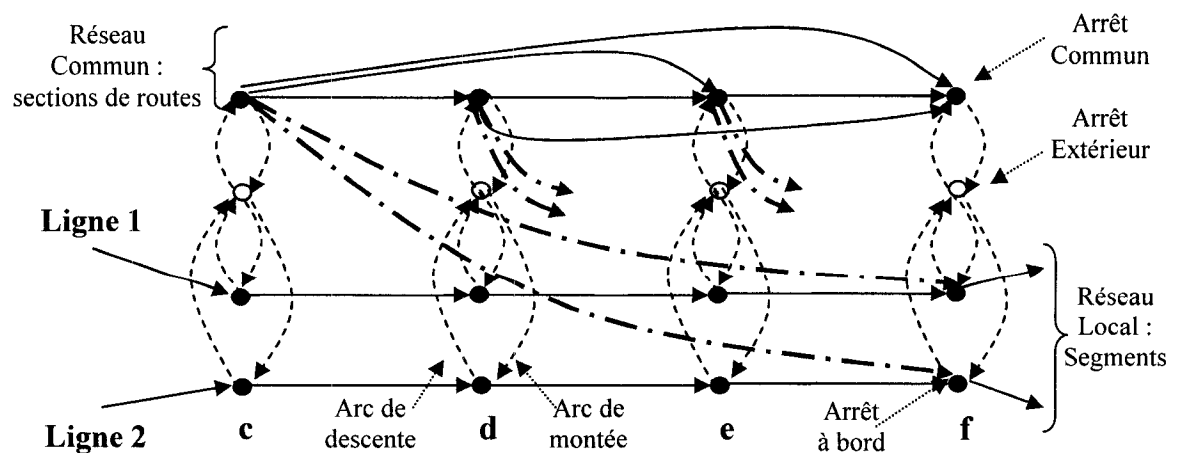 Réseau
Commun :
sections de routes
Arrêt
Commun
Arrêt
Extérieur
Ligne 1
Réseau
Local :
Segments
Ligne 2
c
Arc de
descente
d
Arc de
montée
e
Arrêt
à bord
f